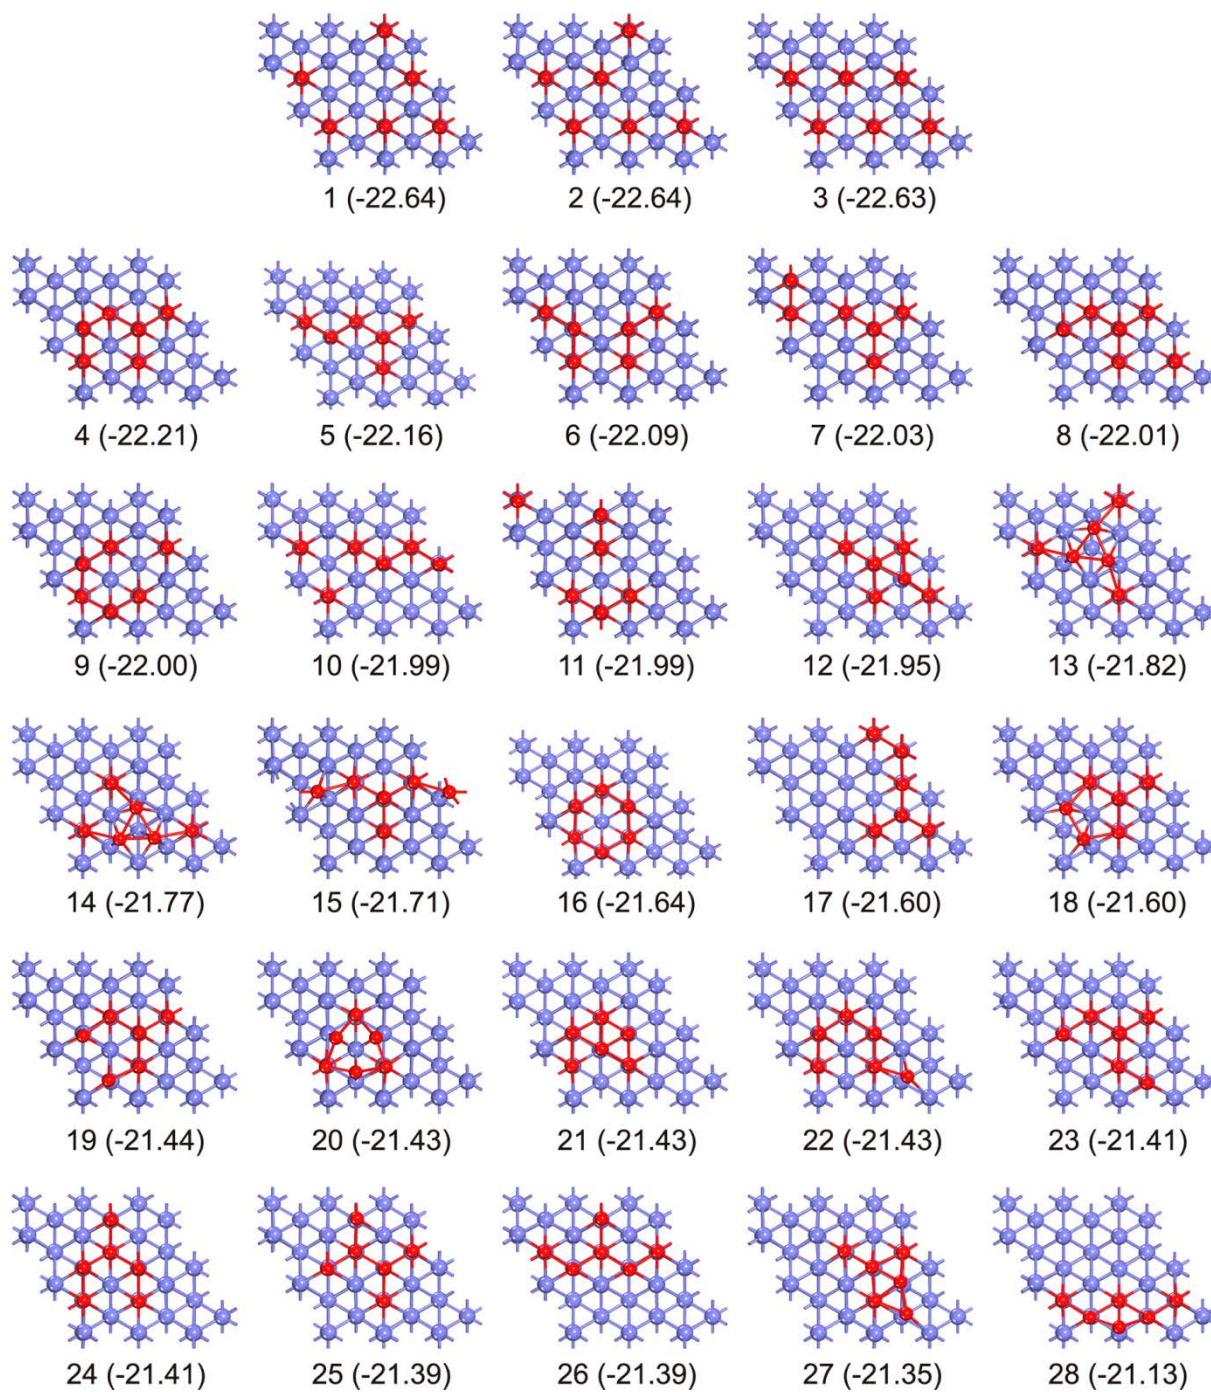 1 (-22.64) 2 (-22.64) 3 (-22.63)
4 (-22.21) 5 (-22.16) 6 (-22.09) 7 (-22.03) 8 (-22.01)
9 (-22.00) 10 (-21.99) 11 (-21.99) 12 (-21.95) 13 (-21.82)
14 (-21.77) 15 (-21.71) 16 (-21.64) 17 (-21.60) 18 (-21.60)
19 (-21.44) 20 (-21.43) 21 (-21.43) 22 (-21.43) 23 (-21.41)
24 (-21.41) 25 (-21.39) 26 (-21.39) 27 (-21.35) 28 (-21.13)